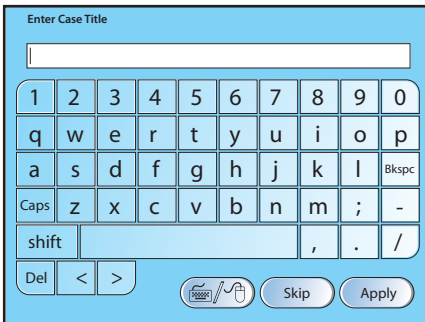 Enter Case Title
1 2 3 4 5 6 7 8 9 0
q w e r t y u i o p
a s d f g h j k l Bkspc
Caps z x c v b n m ; -
shift , . /
Del < > / Skip Apply